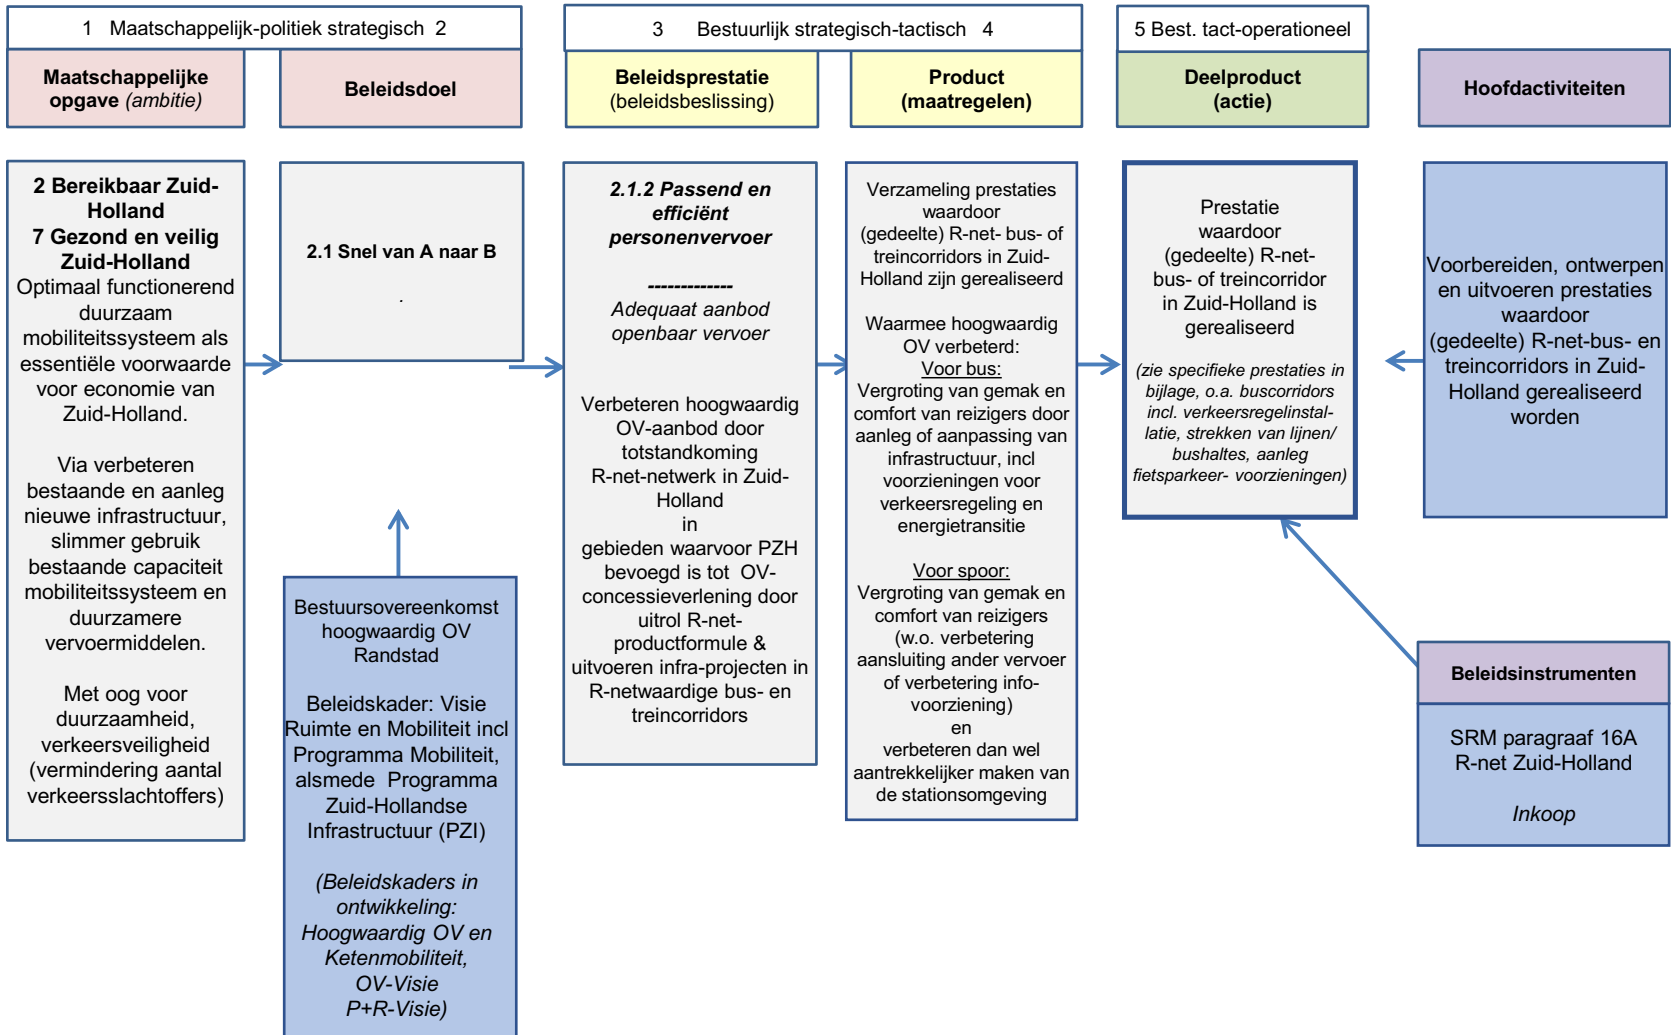 1 Maatschappelijk-politiek strategisch 2
3 Bestuurlijk strategisch-tactisch 4
5 Best. tact-operationeel
Maatschappelijke
opgave (ambitie)
Beleidsdoel
Beleidsprestatie
(beleidsbeslissing)
Product
(maatregelen)
Deelproduct
(actie)
Hoofdactiviteiten
2 Bereikbaar Zuid-
Holland
7 Gezond en veilig
Zuid-Holland
Optimaal functionerend
duurzaam
mobiliteitssysteem als
essentiële voorwaarde
voor economie van
Zuid-Holland.
Via verbeteren
bestaande en aanleg
nieuwe infrastructuur,
slimmer gebruik
bestaande capaciteit
mobiliteitssysteem en
duurzamere
vervoermiddelen.
Met oog voor
duurzaamheid,
verkeersveiligheid
(vermindering aantal
verkeersslachtoffers)
2.1 Snel van A naar B
.
Bestuursovereenkomst
hoogwaardig OV
Randstad
Beleidskader: Visie
Ruimte en Mobiliteit incl
Programma Mobiliteit,
alsmede Programma
Zuid-Hollandse
Infrastructuur (PZI)
(Beleidskaders in
ontwikkeling:
Hoogwaardig OV en
Ketenmobiliteit,
OV-Visie
P+R-Visie)
2.1.2 Passend en
efficiënt
personenvervoer
-------------
Adequaat aanbod
openbaar vervoer
Verbeteren hoogwaardig
OV-aanbod door
totstandkoming
R-net-netwerk in Zuid-
Holland
in
gebieden waarvoor PZH
bevoegd is tot OV-
concessieverlening door
uitrol R-net-
productformule &
uitvoeren infra-projecten in
R-netwaardige bus- en
treincorridors
Verzameling prestaties
waardoor
(gedeelte) R-net- bus- of
treincorridors in Zuid-
Holland zijn gerealiseerd
Waarmee hoogwaardig
OV verbeterd:
Voor bus:
Vergroting van gemak en
comfort van reizigers door
aanleg of aanpassing van
infrastructuur, incl
voorzieningen voor
verkeersregeling en
energietransitie
Voor spoor:
Vergroting van gemak en
comfort van reizigers
(w.o. verbetering
aansluiting ander vervoer
of verbetering info-
voorziening)
en
verbeteren dan wel
aantrekkelijker maken van
de stationsomgeving
Prestatie
waardoor
(gedeelte) R-net-
bus- of treincorridor
in Zuid-Holland is
gerealiseerd
(zie specifieke prestaties in
bijlage, o.a. buscorridors
incl. verkeersregelinstal-
latie, strekken van lijnen/
bushaltes, aanleg
fietsparkeer- voorzieningen)
Voorbereiden, ontwerpen
en uitvoeren prestaties
waardoor
(gedeelte) R-net-bus- en
treincorridors in Zuid-
Holland gerealiseerd
worden
Beleidsinstrumenten
SRM paragraaf 16A
R-net Zuid-Holland
Inkoop